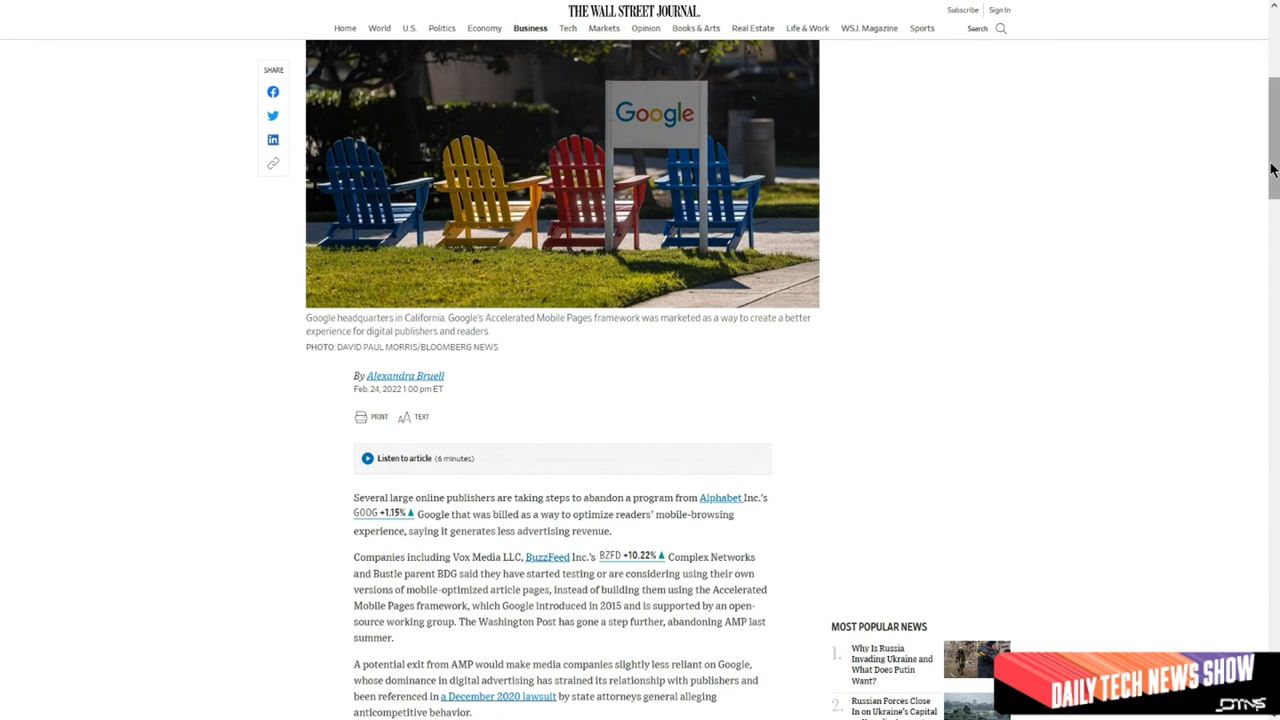 THE WALL STREET JOURNAL.
Subscribe
Sign In
Home World U.S. Politics Economy Business Tech Markets Opinion Books & Arts Real Estate Life & Work WSJ. Magazine Sports
Search
SHARE
Google
Google headquarters in California. Google's Accelerated Mobile Pages framework was marketed as a way to create a better
experience for digital publishers and readers.
PHOTO: DAVID PAUL MORRIS/BLOOMBERG NEWS
By Alexandra Bruell
Feb. 24, 2022 1:00 pm ET
PRINT AA TEXT
Listen to article (6 minutes)
Several large online publishers are taking steps to abandon a program from Alphabet Inc.'s
GOOG +1.15% ▲ Google that was billed as a way to optimize readers' mobile-browsing
experience, saying it generates less advertising revenue.
Companies including Vox Media LLC, BuzzFeed Inc.'s BZFD +10.22% ▲ Complex Networks
and Bustle parent BDG said they have started testing or are considering using their own
versions of mobile-optimized article pages, instead of building them using the Accelerated
Mobile Pages framework, which Google introduced in 2015 and is supported by an open-
source working group. The Washington Post has gone a step further, abandoning AMP last
summer.
A potential exit from AMP would make media companies slightly less reliant on Google,
whose dominance in digital advertising has strained its relationship with publishers and
been referenced in a December 2020 lawsuit by state attorneys general alleging
anticompetitive behavior.
MOST POPULAR NEWS
1. Why Is Russia
Invading Ukraine and
What Does Putin
Want?
2. Russian Forces Close
In on Ukraine's Capital
DAILY TECH NEWS SHOW
DTNS